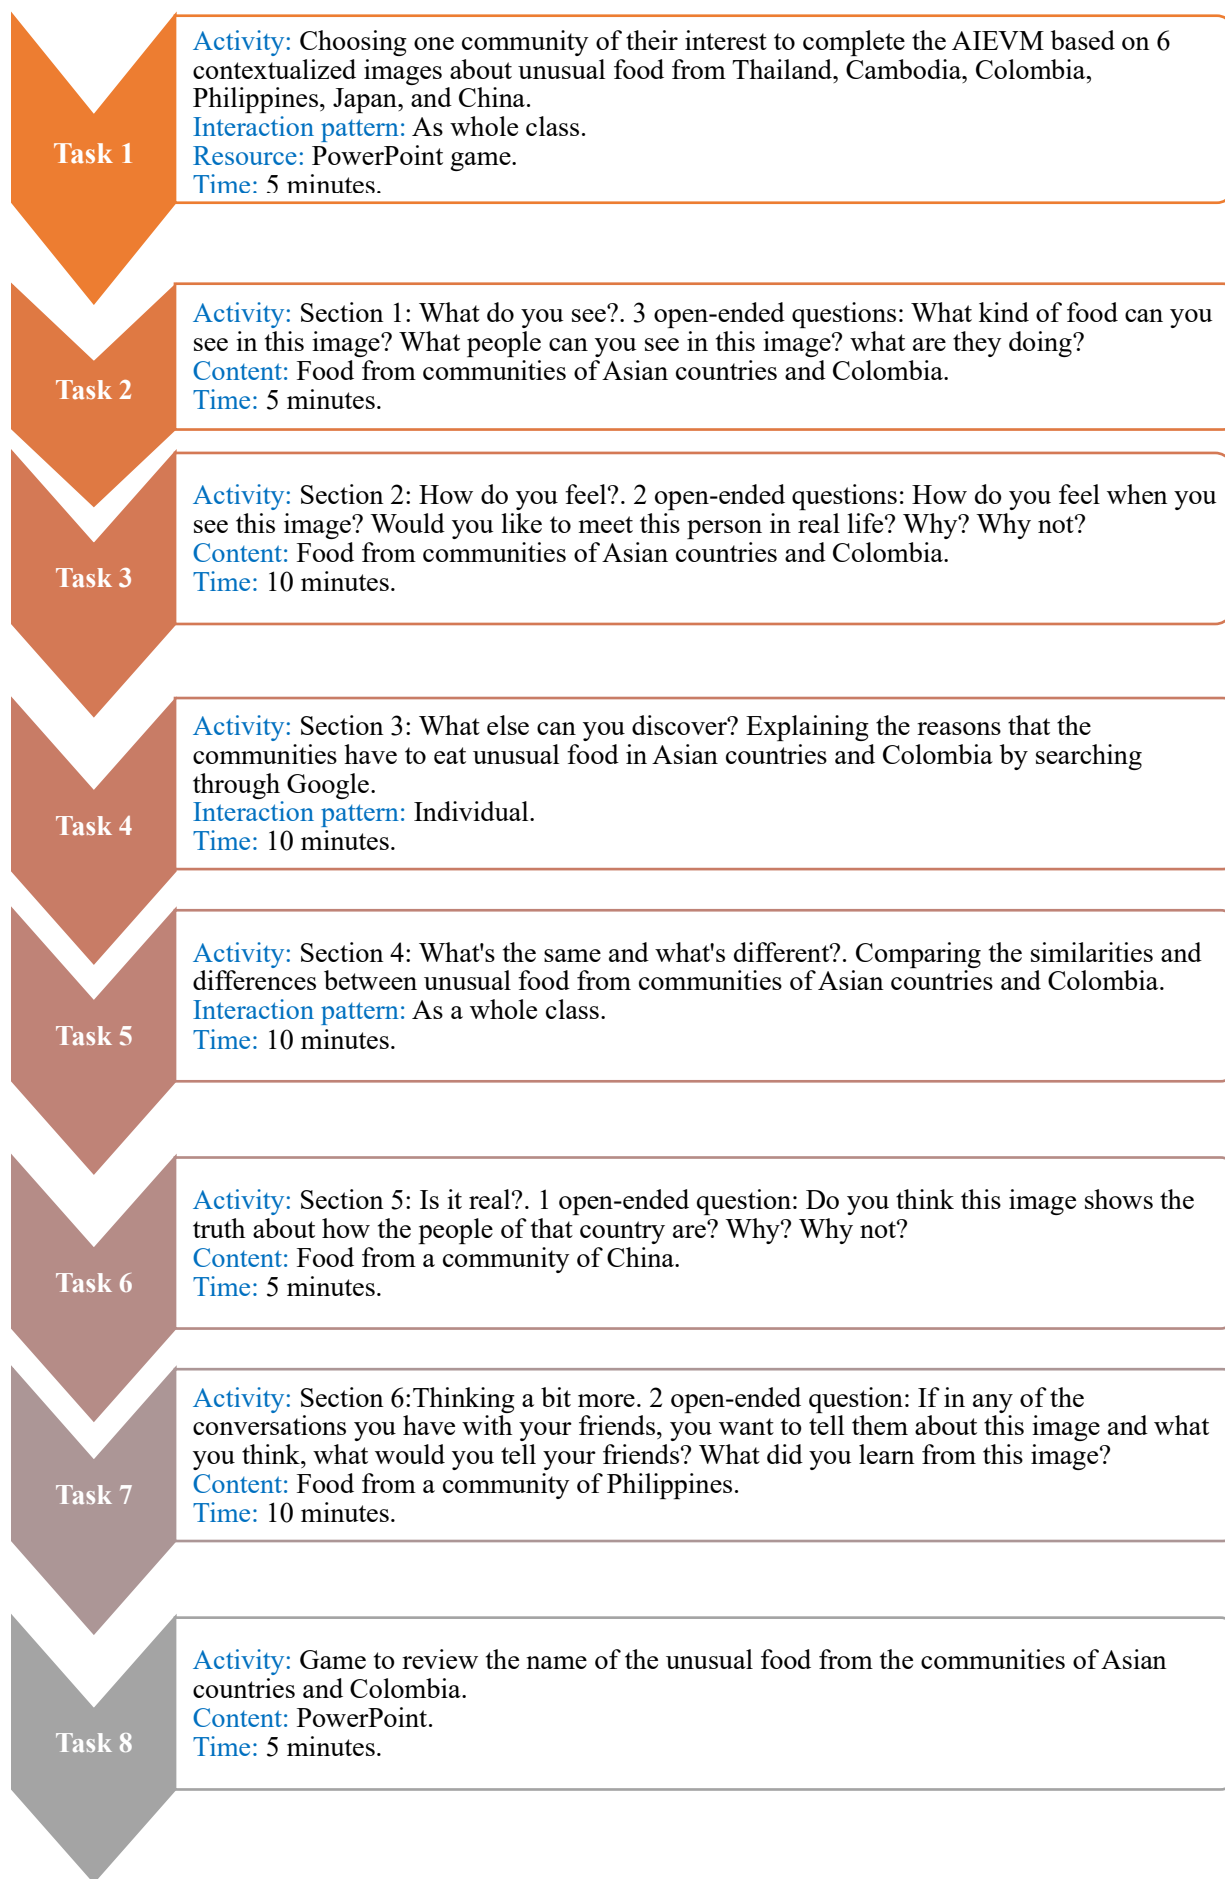 Task 1
Activity: Choosing one community of their interest to complete the AIEVM based on 6
contextualized images about unusual food from Thailand, Cambodia, Colombia,
Philippines, Japan, and China.
Interaction pattern: As whole class.
Resource: PowerPoint game.
Time: 5 minutes.
Task 2
Activity: Section 1: What do you see?. 3 open-ended questions: What kind of food can you
see in this image? What people can you see in this image? what are they doing?
Content: Food from communities of Asian countries and Colombia.
Time: 5 minutes.
Task 3
Activity: Section 2: How do you feel?. 2 open-ended questions: How do you feel when you
see this image? Would you like to meet this person in real life? Why? Why not?
Content: Food from communities of Asian countries and Colombia.
Time: 10 minutes.
Task 4
Activity: Section 3: What else can you discover? Explaining the reasons that the
communities have to eat unusual food in Asian countries and Colombia by searching
through Google.
Interaction pattern: Individual.
Time: 10 minutes.
Task 5
Activity: Section 4: What's the same and what's different?. Comparing the similarities and
differences between unusual food from communities of Asian countries and Colombia.
Interaction pattern: As a whole class.
Time: 10 minutes.
Task 6
Activity: Section 5: Is it real?. 1 open-ended question: Do you think this image shows the
truth about how the people of that country are? Why? Why not?
Content: Food from a community of China.
Time: 5 minutes.
Task 7
Activity: Section 6:Thinking a bit more. 2 open-ended question: If in any of the
conversations you have with your friends, you want to tell them about this image and what
you think, what would you tell your friends? What did you learn from this image?
Content: Food from a community of Philippines.
Time: 10 minutes.
Task 8
Activity: Game to review the name of the unusual food from the communities of Asian
countries and Colombia.
Content: PowerPoint.
Time: 5 minutes.